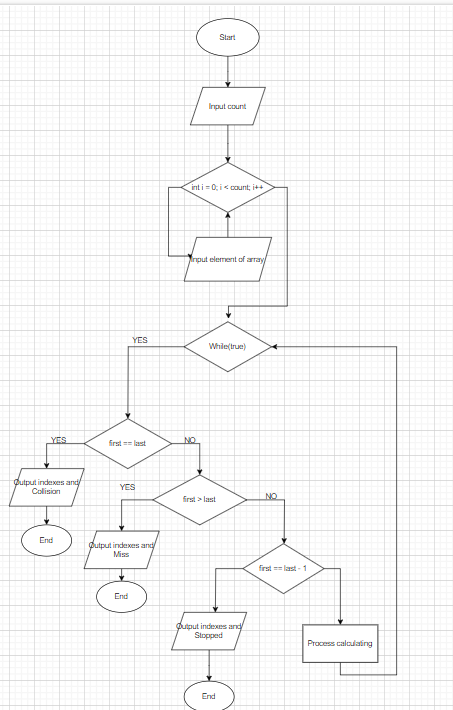 Start
Input count
int i = 0; i < count; i++
Input element of array
While(true)
YES
first == last
YES
NO
Output indexes and
Collision
End
first > last
YES
NO
Output indexes and
Miss
End
first == last - 1
Output indexes and
Stopped
End
Process calculating